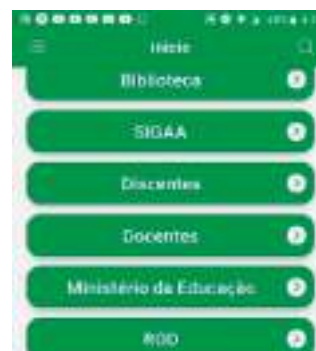 Início
Biblioteca
SIGAA
Discentes
Docentes
Ministério da Educação
ROD